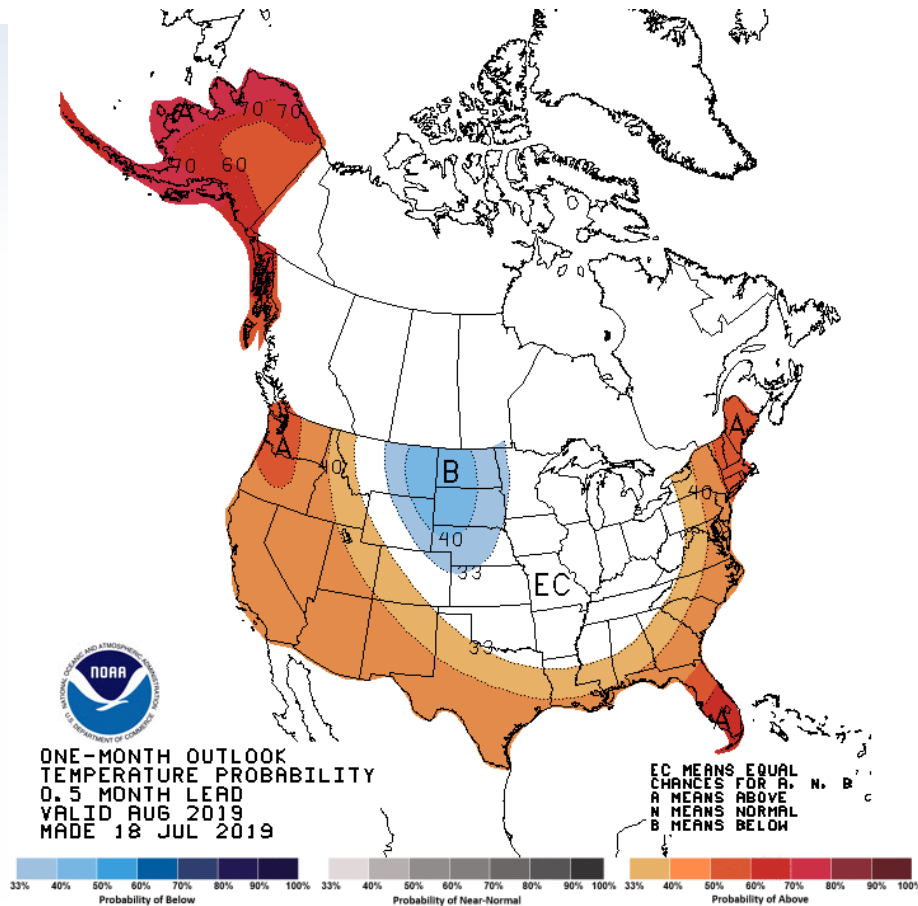 A
70
70
70
60
A
40
B
40
33
EC
33
A
40
A
NATIONAL OCEANIC AND ATMOSPHERIC ADMINISTRATION
NOAA
U.S. DEPARTMENT OF COMMERCE
ONE-MONTH OUTLOOK
TEMPERATURE PROBABILITY
0.5 MONTH LEAD
VALID AUG 2019
MADE 18 JUL 2019
EC MEANS EQUAL
CHANCES FOR A, N, B
A MEANS ABOVE
N MEANS NORMAL
B MEANS BELOW
33% 40% 50% 60% 70% 80% 90% 100%
Probability of Below
33% 40% 50% 60% 70% 80% 90% 100%
Probability of Near-Normal
33% 40% 50% 60% 70% 80% 90% 100%
Probability of Above